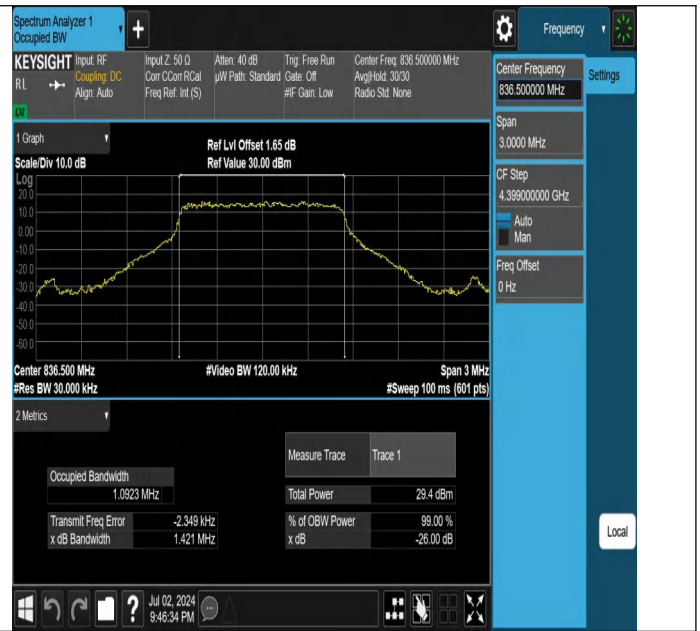 Spectrum Analyzer 1
Occupied BW
+
Frequency
KEYSIGHT
RL
Input: RF
Coupling: DC
Align: Auto
Input Z: 50 Ω
Corr CCorr RCal
Freq Ref: Int (S)
Atten: 40 dB
µW Path: Standard
Trig: Free Run
Gate: Off
#IF Gain: Low
Center Freq: 836.500000 MHz
Avg|Hold: 30/30
Radio Std: None
Center Frequency
836.500000 MHz
Settings
Span
3.0000 MHz
CF Step
4.399000000 GHz
Auto
Man
Freq Offset
0 Hz
1 Graph
Scale/Div 10.0 dB
Ref Lvl Offset 1.65 dB
Ref Value 30.00 dBm
Log
20.0
10.0
0.00
-10.0
-20.0
-30.0
-40.0
-50.0
-60.0
Center 836.500 MHz
#Video BW 120.00 kHz
Span 3 MHz
#Res BW 30.000 kHz
#Sweep 100 ms (601 pts)
2 Metrics
Measure Trace
Trace 1
Occupied Bandwidth
1.0923 MHz
Total Power
29.4 dBm
Transmit Freq Error
-2.349 kHz
% of OBW Power
99.00 %
x dB Bandwidth
1.421 MHz
x dB
-26.00 dB
Local
?
Jul 02, 2024
9:46:34 PM